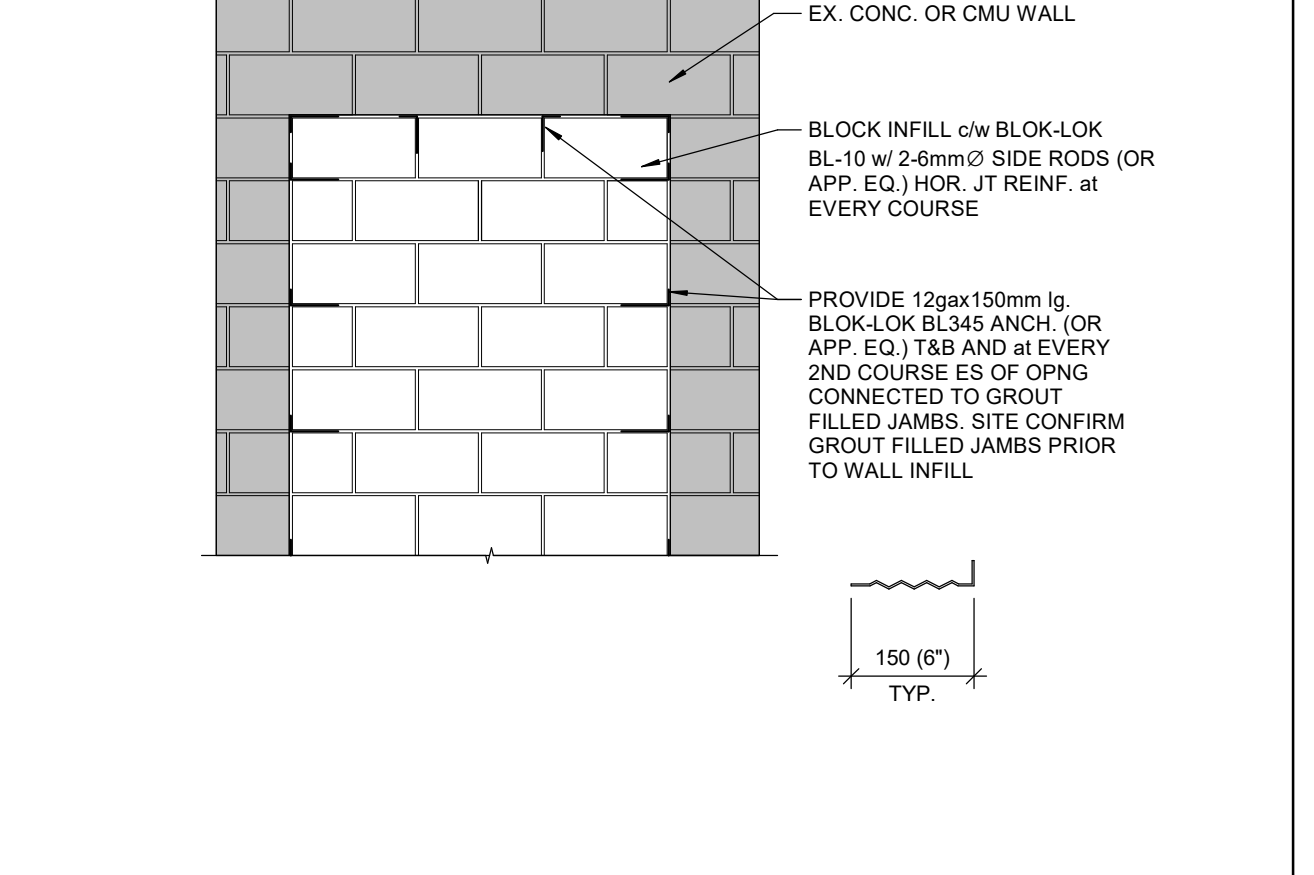 EX. CONC. OR CMU WALL
BLOCK INFILL c/w BLOK-LOK
BL-10 w/ 2-6mm∅ SIDE RODS (OR
APP. EQ.) HOR. JT REINF. at
EVERY COURSE
PROVIDE 12gax150mm lg.
BLOK-LOK BL345 ANCH. (OR
APP. EQ.) T&B AND at EVERY
2ND COURSE ES OF OPNG
CONNECTED TO GROUT
FILLED JAMBS. SITE CONFIRM
GROUT FILLED JAMBS PRIOR
TO WALL INFILL
150 (6")
TYP.